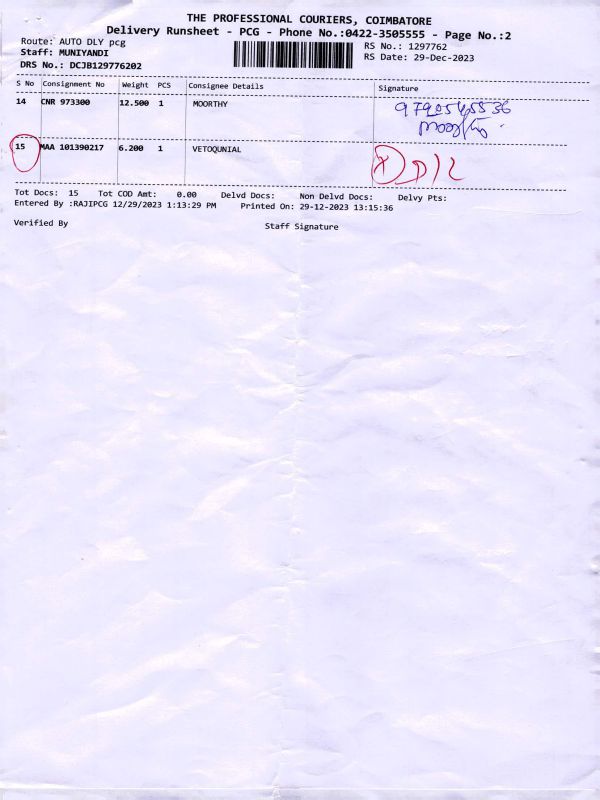 THE PROFESSIONAL COURIERS, COIMBATORE
Delivery Runsheet - PCG - Phone No.:0422-3505555 - Page No.:2
Route: AUTO DLY pcg
RS No.: 1297762
Staff: MUNIYANDI
RS Date: 29-Dec-2023
DRS No.: DCJB129776202
S No Consignment No Weight PCS Consignee Details Signature
14 CNR 973300 12.500 1 MOORTHY
15 MAA 101390217 6.200 1 VETOQUNIAL
D/L
Tot Docs: 15 Tot COD Amt: 0.00 Delvd Docs: Non Delvd Docs: Delvy Pts:
Entered By :RAJIPCG 12/29/2023 1:13:29 PM Printed On: 29-12-2023 13:15:36
Verified By Staff Signature